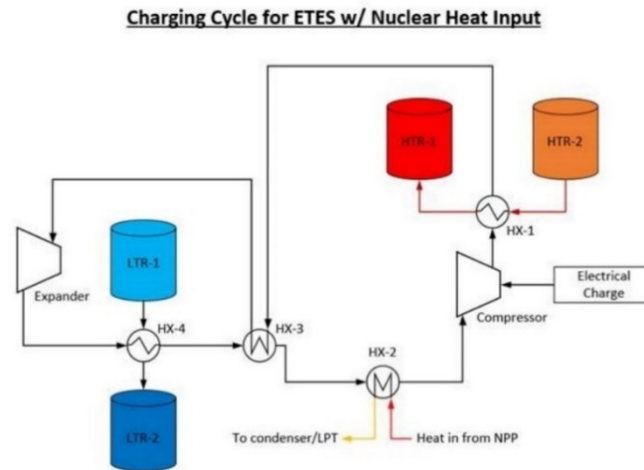 Charging Cycle for ETES w/ Nuclear Heat Input
HTR-1
HTR-2
HX-1
LTR-1
Expander
Electrical
Charge
Compressor
HX-4
HX-3
HX-2
LTR-2
To condenser/LPT
Heat in from NPP